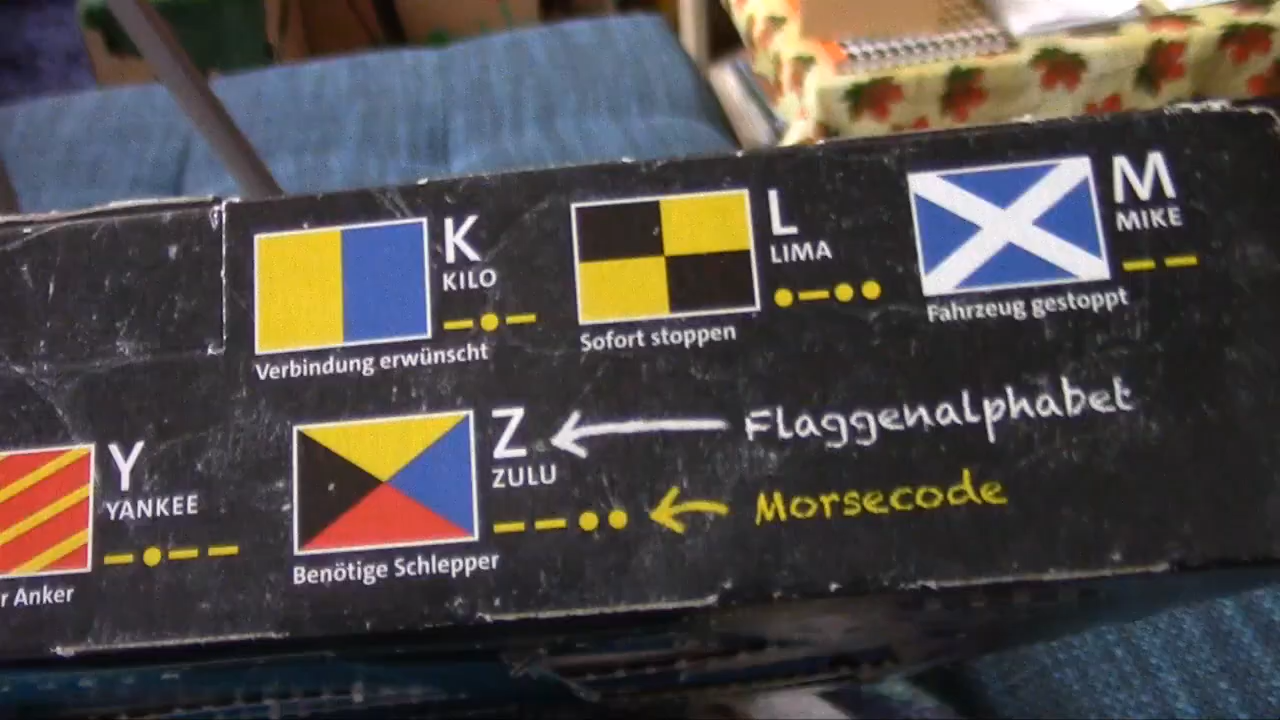 K
KILO
Verbindung erwünscht
L
LIMA
Sofort stoppen
M
MIKE
Fahrzeug gestoppt
Y
YANKEE
Anker
Z
ZULU
Benötige Schlepper
Flaggenalphabet
Morsecode